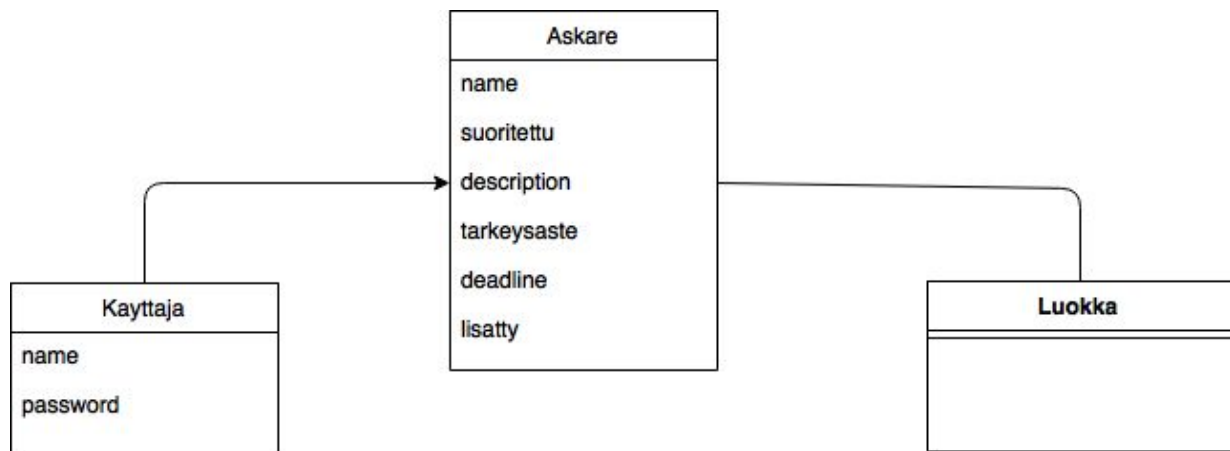 Askare
name
suoritettu
description
tarkeysaste
deadline
lisatty
Kayttaja
name
password
Luokka